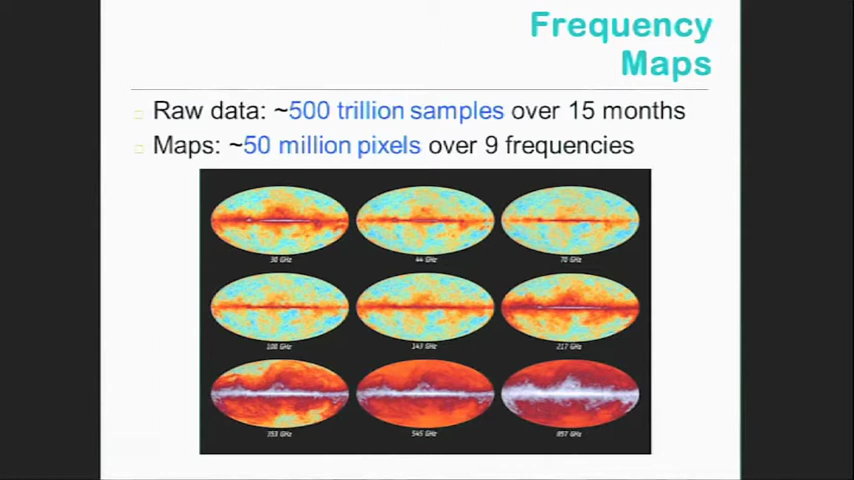 Frequency
Maps
Raw data: ~500 trillion samples over 15 months
Maps: ~50 million pixels over 9 frequencies
30 GHz
44 GHz
70 GHz
100 GHz
143 GHz
217 GHz
353 GHz
545 GHz
857 GHz